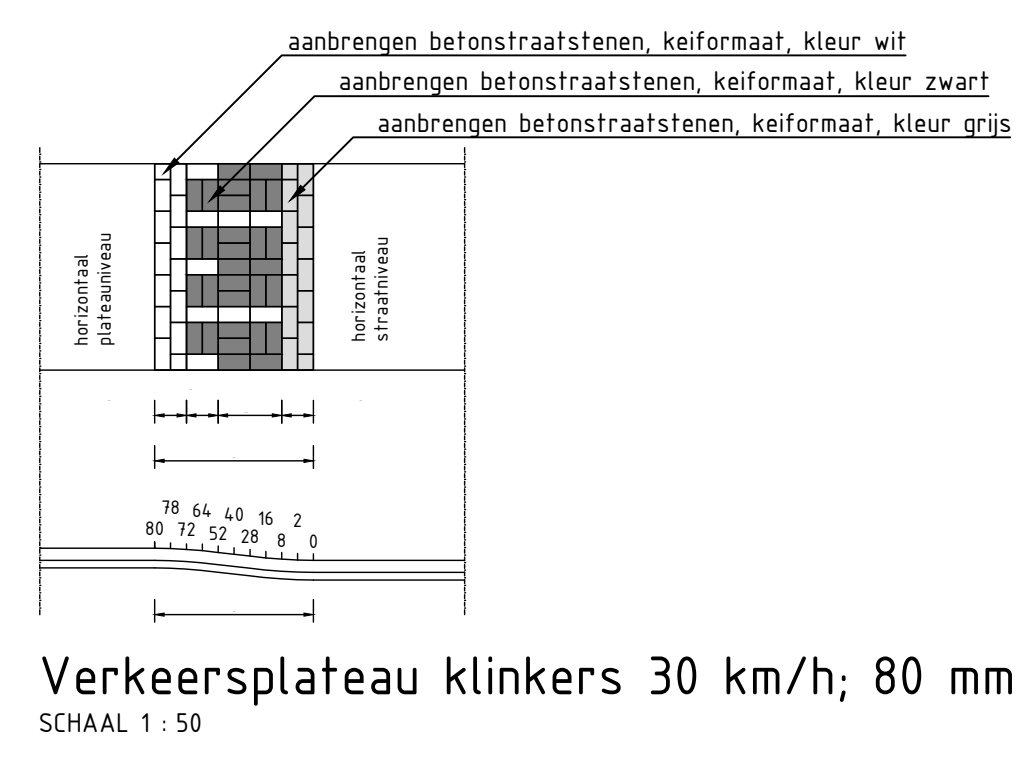 aanbrengen betonstraatstenen, keiformaat, kleur wit
aanbrengen betonstraatstenen, keiformaat, kleur zwart
aanbrengen betonstraatstenen, keiformaat, kleur grijs
horizontaal
plateauniveau
horizontaal
straatniveau
78 64 40 16 2
80 72 52 28 8 0
Verkeersplateau klinkers 30 km/h; 80 mm
SCHAAL 1 : 50